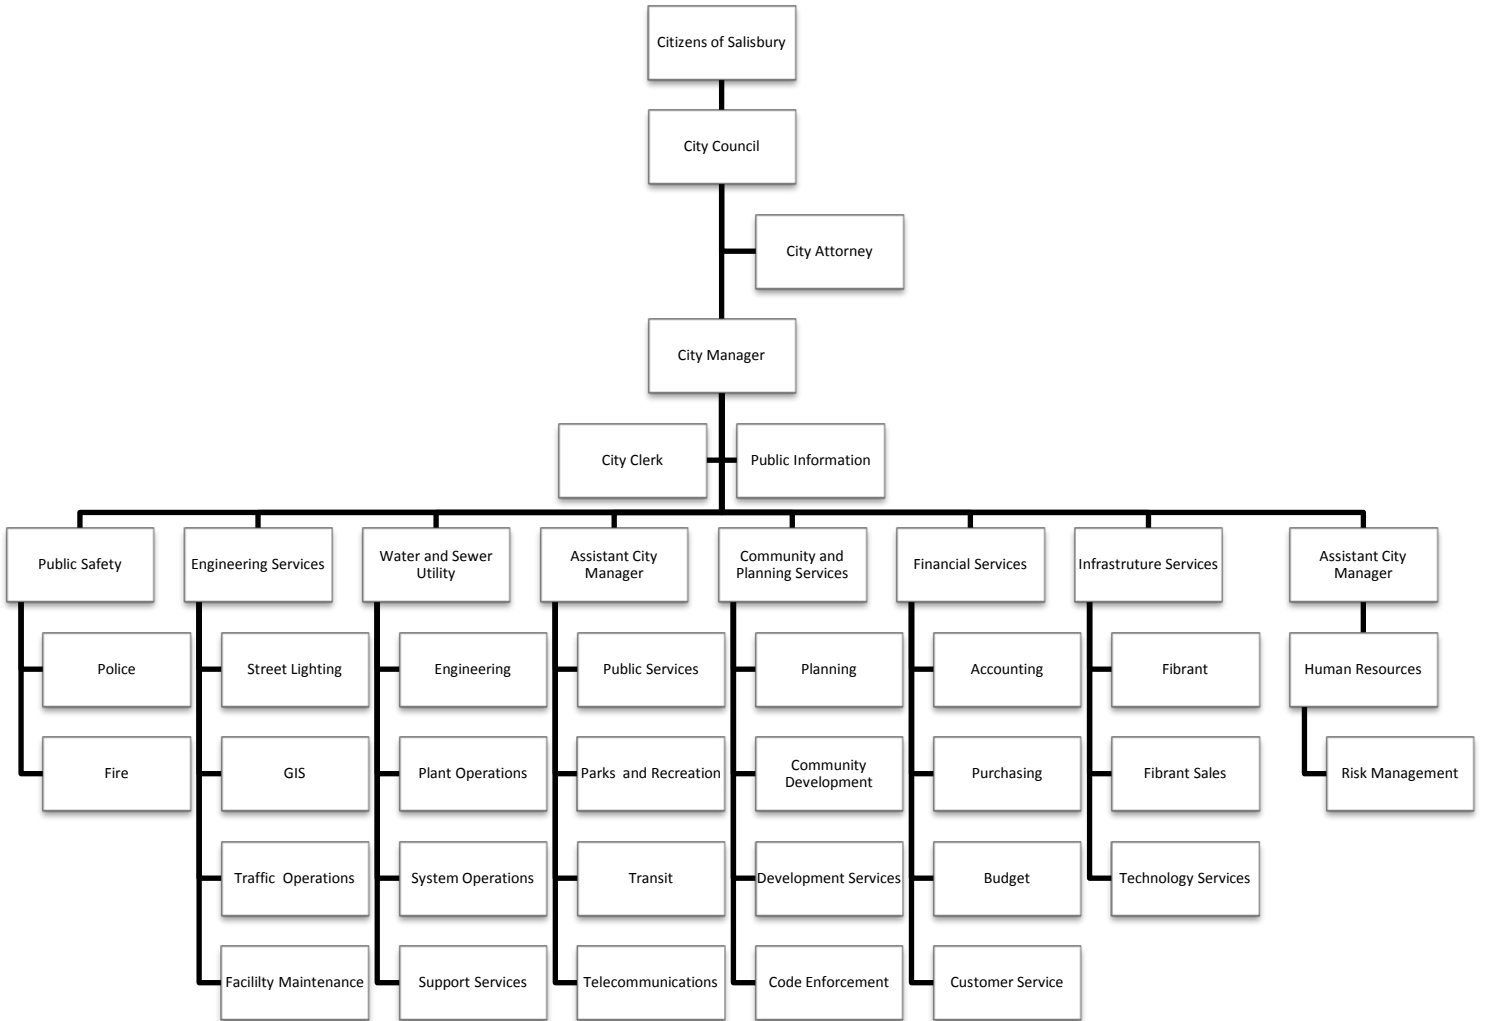 Citizens of Salisbury
City Council
City Attorney
City Manager
City Clerk
Public Information
Public Safety
Engineering Services
Water and Sewer
Utility
Assistant City
Manager
Community and
Planning Services
Financial Services
Infrastruture Services
Assistant City
Manager
Police
Street Lighting
Engineering
Public Services
Planning
Accounting
Fibrant
Human Resources
Fire
GIS
Plant Operations
Parks and Recreation
Community
Development
Purchasing
Fibrant Sales
Risk Management
Traffic Operations
System Operations
Transit
Development Services
Budget
Technology Services
Facililty Maintenance
Support Services
Telecommunications
Code Enforcement
Customer Service